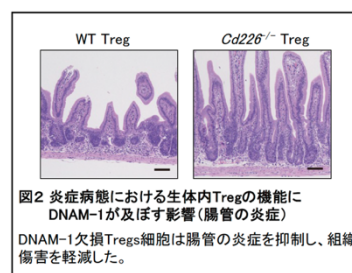 WT Treg
Cd226-/- Treg
図2 炎症病態における生体内Tregの機能に
DNAM-1が及ぼす影響(腸管の炎症)
DNAM-1欠損Tregs細胞は腸管の炎症を抑制し、組織
傷害を軽減した。